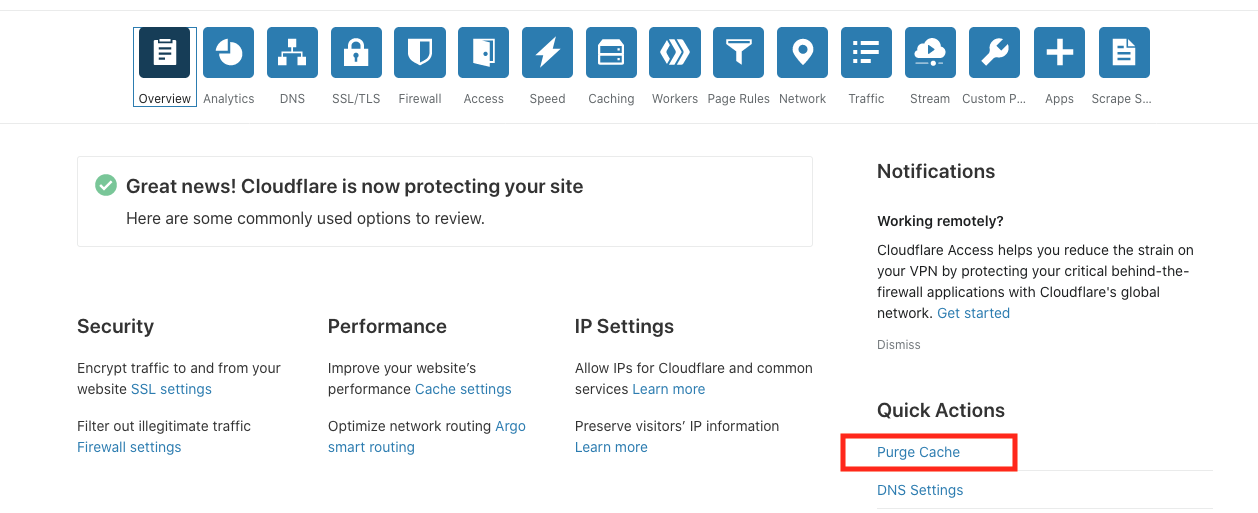 Overview Analytics DNS SSL/TLS Firewall Access Speed Caching Workers Page Rules Network Traffic Stream Custom P... Apps Scrape S...
Great news! Cloudflare is now protecting your site
Here are some commonly used options to review.
Security
Encrypt traffic to and from your
website SSL settings
Filter out illegitimate traffic
Firewall settings
Performance
Improve your website’s
performance Cache settings
Optimize network routing Argo
smart routing
IP Settings
Allow IPs for Cloudflare and common
services Learn more
Preserve visitors’ IP information
Learn more
Notifications
Working remotely?
Cloudflare Access helps you reduce the strain on
your VPN by protecting your critical behind-the-
firewall applications with Cloudflare's global
network. Get started
Dismiss
Quick Actions
Purge Cache
DNS Settings